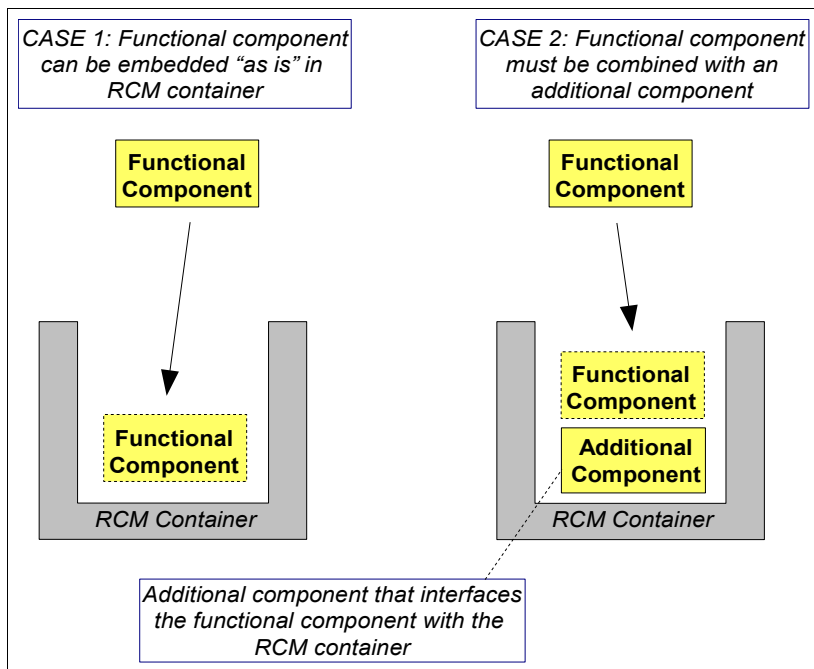 CASE 1: Functional component
can be embedded “as is” in
RCM container
CASE 2: Functional component
must be combined with an
additional component
Functional
Component
Functional
Component
Functional
Component
RCM Container
Functional
Component
Additional
Component
RCM Container
Additional component that interfaces
the functional component with the
RCM container